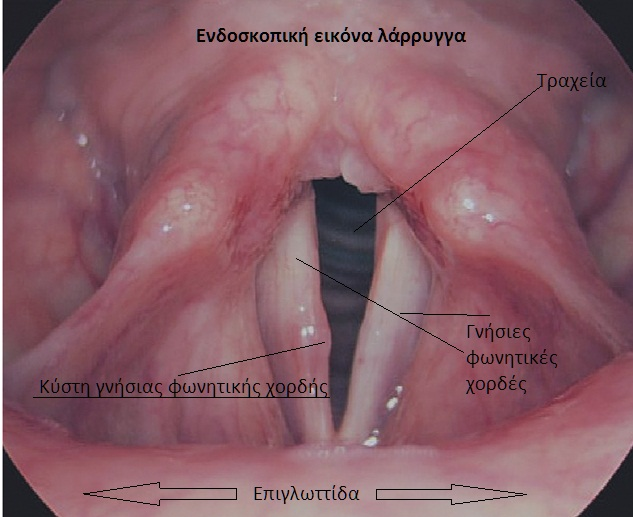 Ενδοσκοπική εικόνα λάρρυγγα
Τραχεία
Γνήσιες
φωνητικές
χορδές
Κύστη γνήσιας φωνητικής χορδής
Επιγλωττίδα